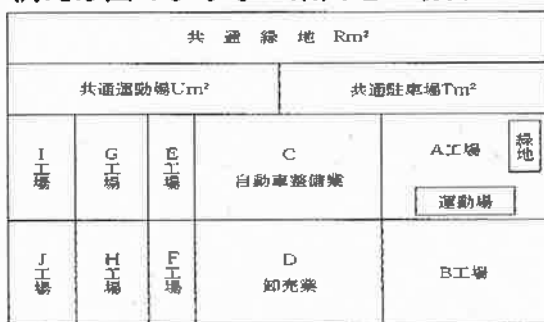 共通緑地 Rm²
共通運動場Um²
共通駐車場Tm²
I工場
G工場
E工場
C
自動車整備業
A工場
緑地
運動場
J工場
H工場
F工場
D
卸売業
B工場